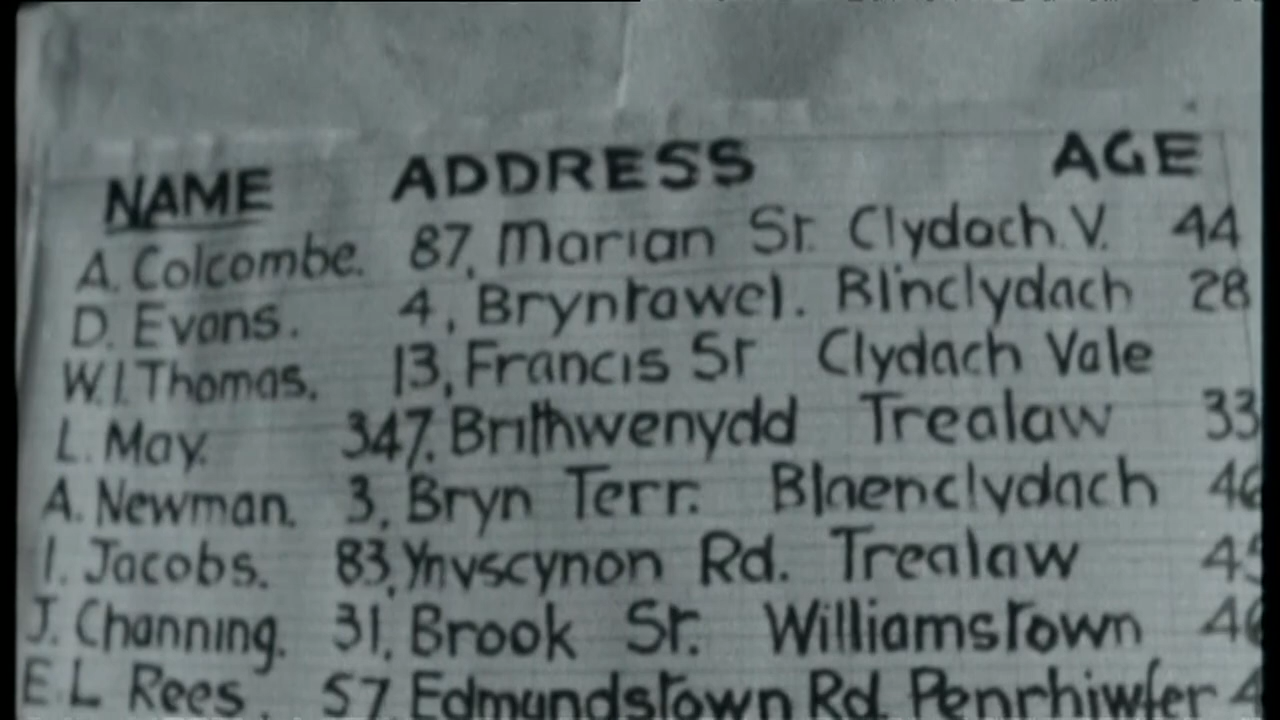 NAME ADDRESS AGE
A. Colcombe. 87, Marian St. Clydach V. 44
D. Evans. 4, Bryntawel. Bl'nclydach 28
W.I. Thomas. 13, Francis St Clydach Vale
L. May. 347, Brithwenydd Trealaw 33
A. Newman. 3, Bryn Terr. Blaenclydach
I. Jacobs. 83, Ynyscynon Rd. Trealaw
J. Channing. 31, Brook St. Williamstown
E.L Rees. 57, Edmundstown Rd. Penrhiwfer